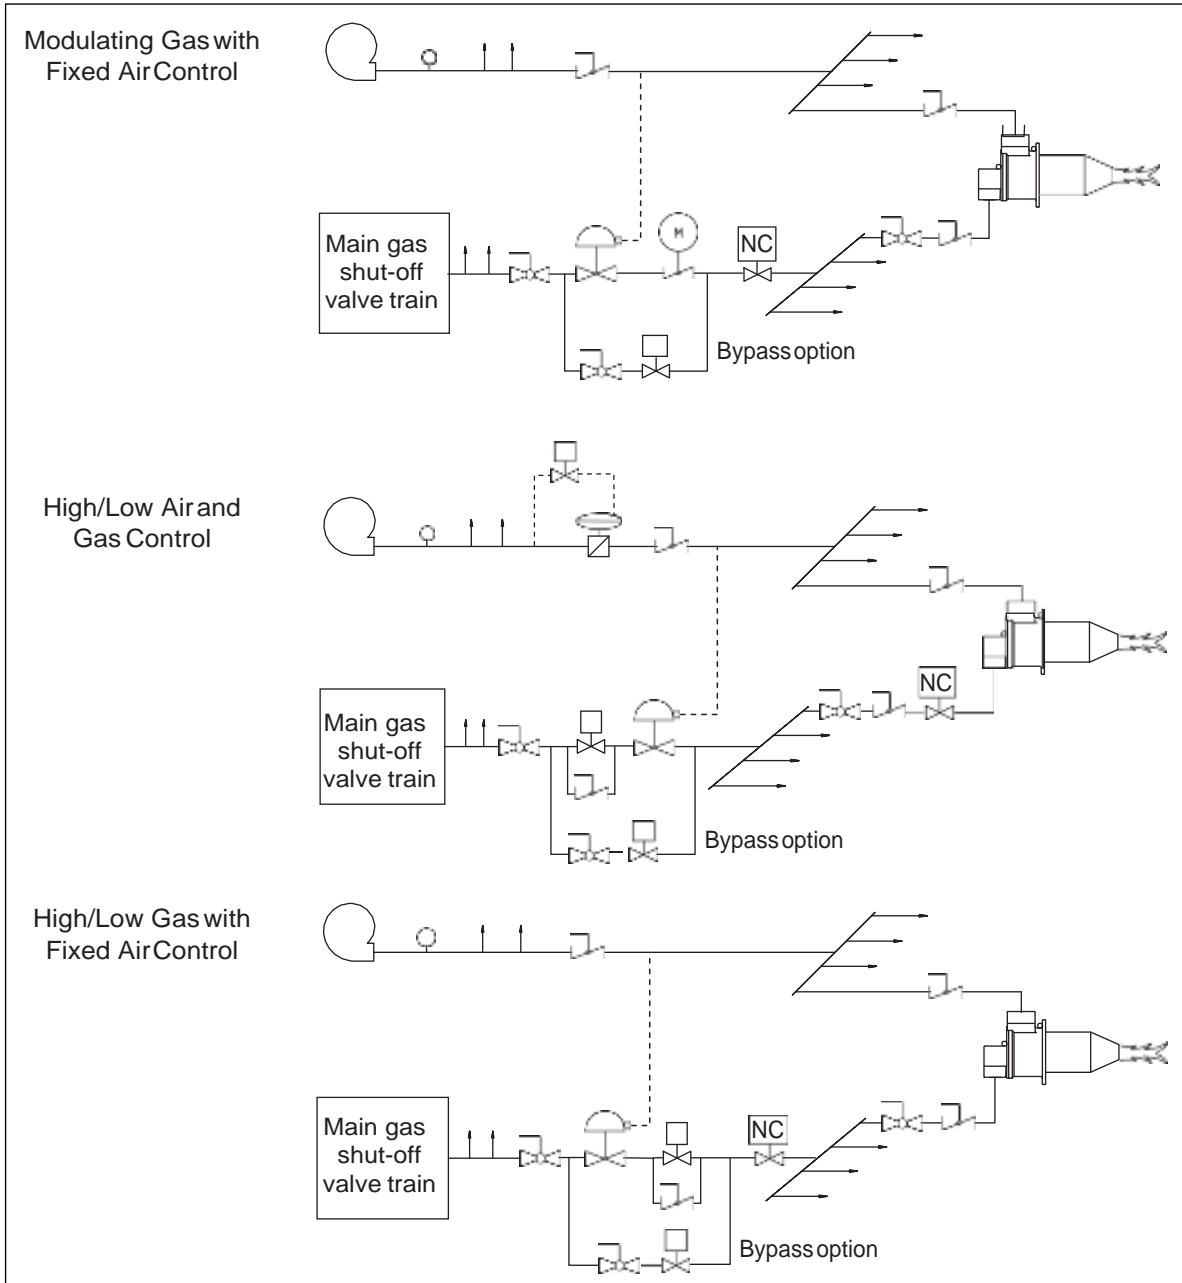 Modulating Gas with
Fixed Air Control
M
Main gas
shut-off
valve train
NC
Bypass option
High/Low Air and
Gas Control
NC
Main gas
shut-off
valve train
Bypass option
High/Low Gas with
Fixed Air Control
Main gas
shut-off
valve train
NC
Bypass option